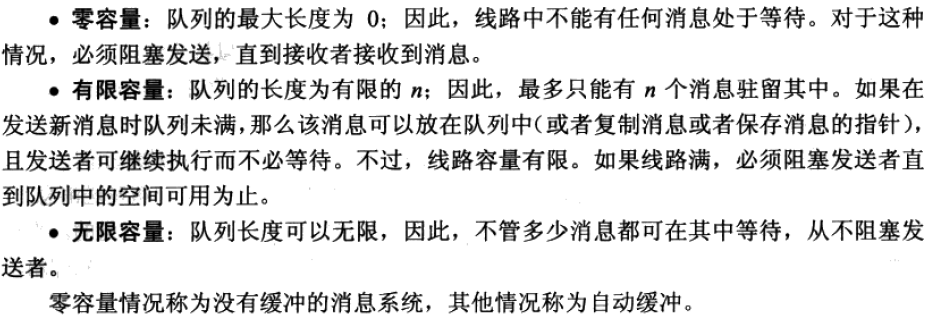 • 零容量：队列的最大长度为 0；因此，线路中不能有任何消息处于等待。对于这种
情况，必须阻塞发送，直到接收者接收到消息。
• 有限容量：队列的长度为有限的 n；因此，最多只能有 n 个消息驻留其中。如果在
发送新消息时队列未满，那么该消息可以放在队列中（或者复制消息或者保存消息的指针），
且发送者可继续执行而不必等待。不过，线路容量有限。如果线路满，必须阻塞发送者直
到队列中的空间可用为止。
• 无限容量：队列长度可以无限，因此，不管多少消息都可在其中等待，从不阻塞发
送者。
零容量情况称为没有缓冲的消息系统，其他情况称为自动缓冲。